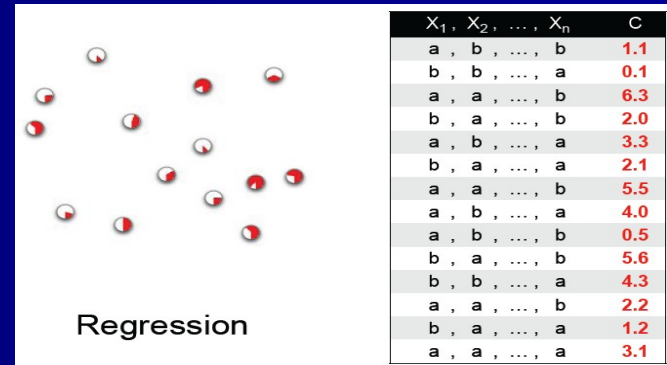 X1 , X2 , ... , Xn C
a , b , ... , b 1.1
b , b , ... , a 0.1
a , a , ... , b 6.3
b , a , ... , b 2.0
a , b , ... , a 3.3
b , a , ... , a 2.1
a , a , ... , b 5.5
a , b , ... , a 4.0
a , b , ... , b 0.5
b , a , ... , b 5.6
b , b , ... , a 4.3
a , a , ... , b 2.2
b , a , ... , a 1.2
a , a , ... , a 3.1
Regression